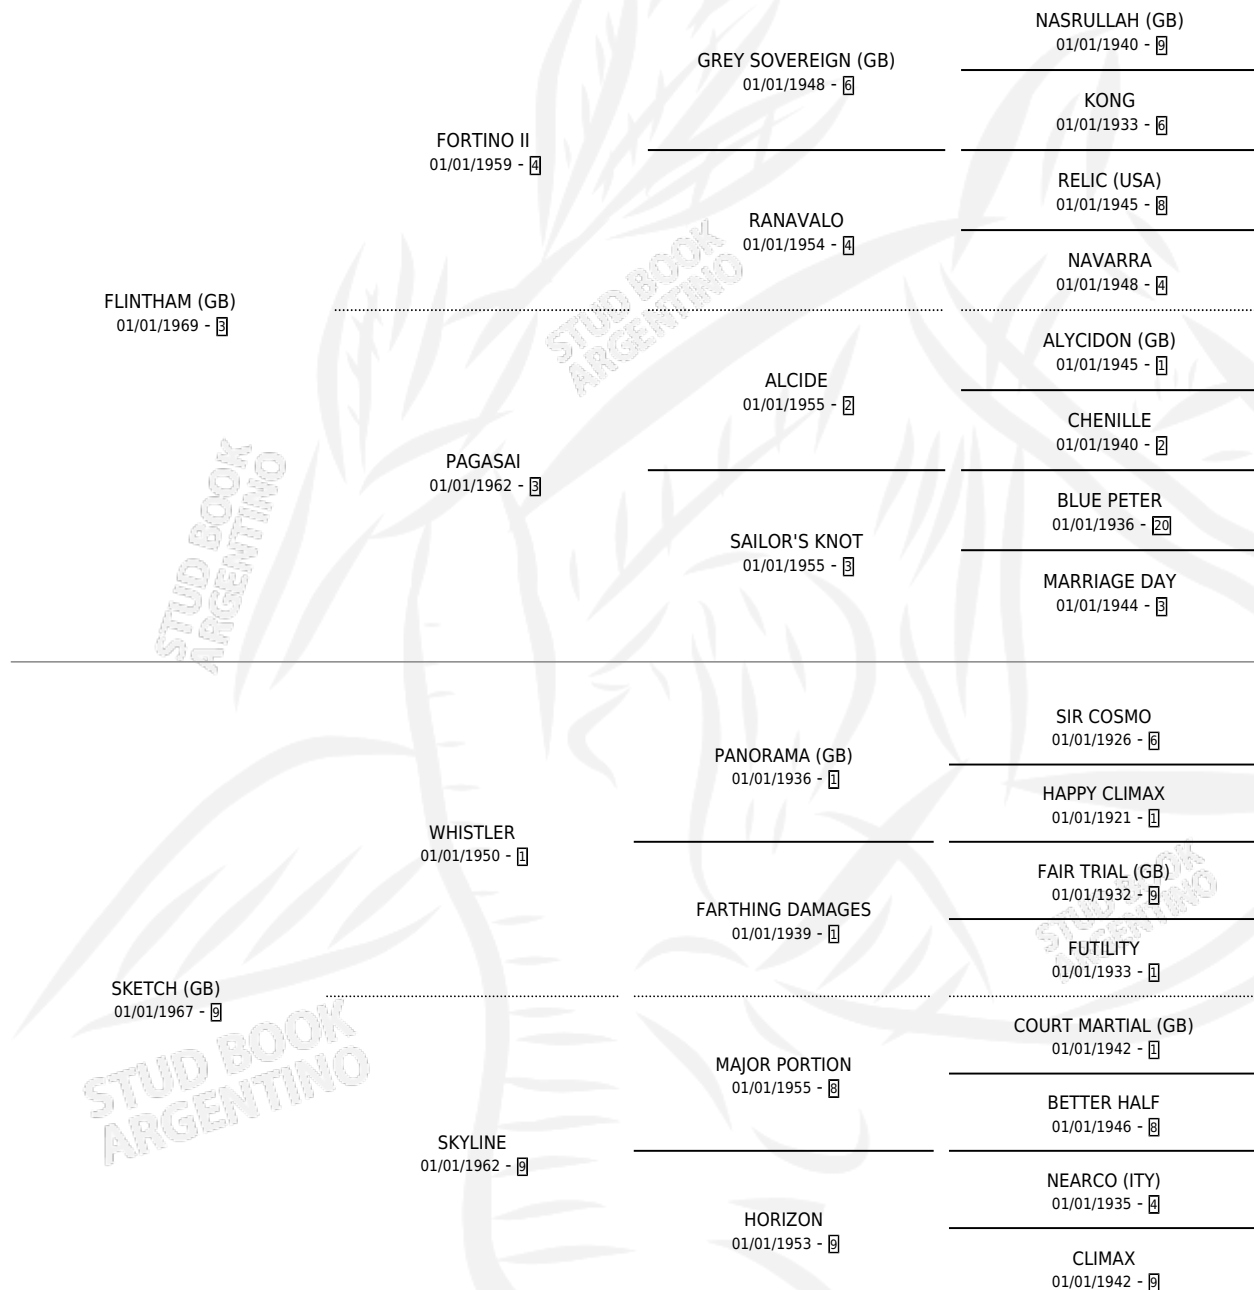 NASRULLAH (GB)
01/01/1940 - 9
GREY SOVEREIGN (GB)
01/01/1948 - 6
KONG
01/01/1933 - 6
FORTINO II
01/01/1959 - 4
RELIC (USA)
01/01/1945 - 8
RANAVALO
01/01/1954 - 4
NAVARRA
01/01/1948 - 4
FLINTHAM (GB)
01/01/1969 - 3
ALYCIDON (GB)
01/01/1945 - 1
ALCIDE
01/01/1955 - 2
CHENILLE
01/01/1940 - 2
PAGASAI
01/01/1962 - 3
BLUE PETER
01/01/1936 - 20
SAILOR'S KNOT
01/01/1955 - 3
MARRIAGE DAY
01/01/1944 - 3
SIR COSMO
01/01/1926 - 6
PANORAMA (GB)
01/01/1936 - 1
HAPPY CLIMAX
01/01/1921 - 1
WHISTLER
01/01/1950 - 1
FAIR TRIAL (GB)
01/01/1932 - 9
FARTHING DAMAGES
01/01/1939 - 1
FUTILITY
01/01/1933 - 1
SKETCH (GB)
01/01/1967 - 9
COURT MARTIAL (GB)
01/01/1942 - 1
MAJOR PORTION
01/01/1955 - 8
BETTER HALF
01/01/1946 - 8
SKYLINE
01/01/1962 - 9
NEARCO (ITY)
01/01/1935 - 4
HORIZON
01/01/1953 - 9
CLIMAX
01/01/1942 - 9
STUD BOOK
ARGENTINO
STUD BOOK
ARGENTINO
STUD BOOK
ARGENTINO
STUD BOOK
ARGENTINO